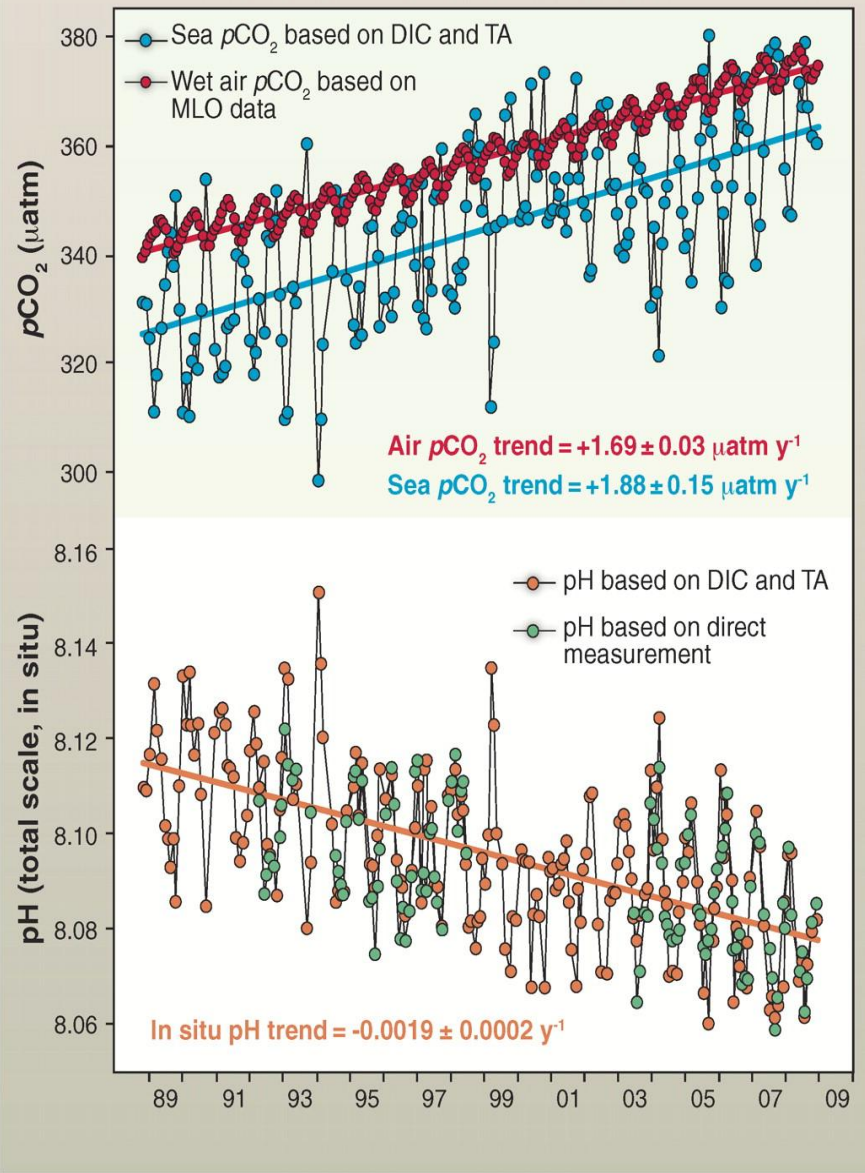 380
360
340
320
300
pCO2 (µatm)
Sea pCO2 based on DIC and TA
Wet air pCO2 based on
MLO data
Air pCO2 trend = +1.69 ± 0.03 µatm y-1
Sea pCO2 trend = +1.88 ± 0.15 µatm y-1
8.16
8.14
8.12
8.10
8.08
8.06
pH (total scale, in situ)
pH based on DIC and TA
pH based on direct
measurement
In situ pH trend = -0.0019 ± 0.0002 y-1
89 91 93 95 97 99 01 03 05 07 09